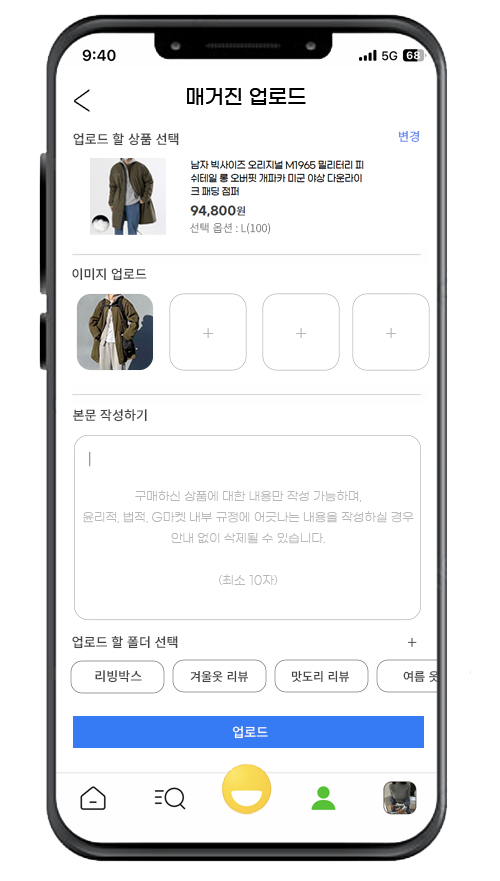 9:40
5G 68
매거진 업로드
업로드 할 상품 선택
변경
남자 빅사이즈 오리지널 M1965 밀리터리 피
쉬테일 롱 오버핏 개파카 미군 야상 다운라이
크 패딩 점퍼
94,800원
선택 옵션 : L(100)
이미지 업로드
+ + +
본문 작성하기
구매하신 상품에 대한 내용만 작성 가능하며,
윤리적, 법적, G마켓 내부 규정에 어긋나는 내용을 작성하실 경우
안내 없이 삭제될 수 있습니다.
(최소 10자)
업로드 할 폴더 선택 +
리빙박스 겨울옷 리뷰 맛도리 리뷰 여름 옷
업로드